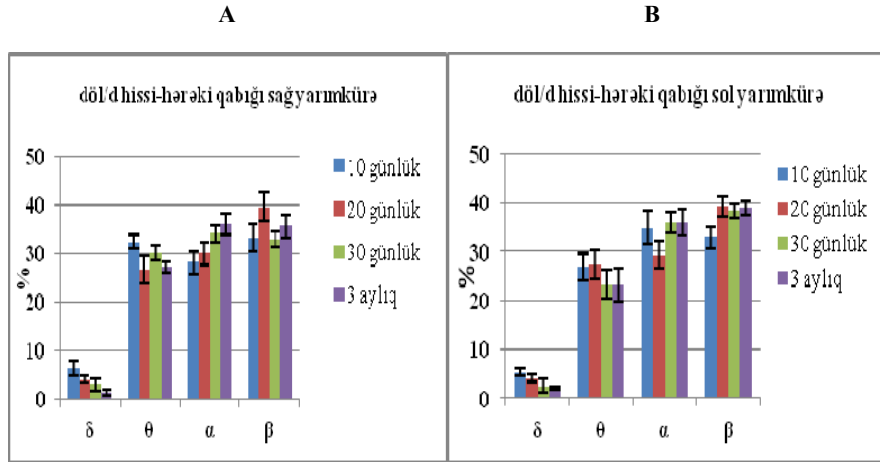 A
B
döl/d hissi-hərəki qabığı sağ yarımkürə
50
40
30
20
10
0
%
δ
θ
α
β
10 günlük
20 günlük
30 günlük
3 aylıq
döl/d hissi-hərəki qabığı sol yarımkürə
50
40
30
20
10
0
%
δ
θ
α
β
10 günlük
20 günlük
30 günlük
3 aylıq